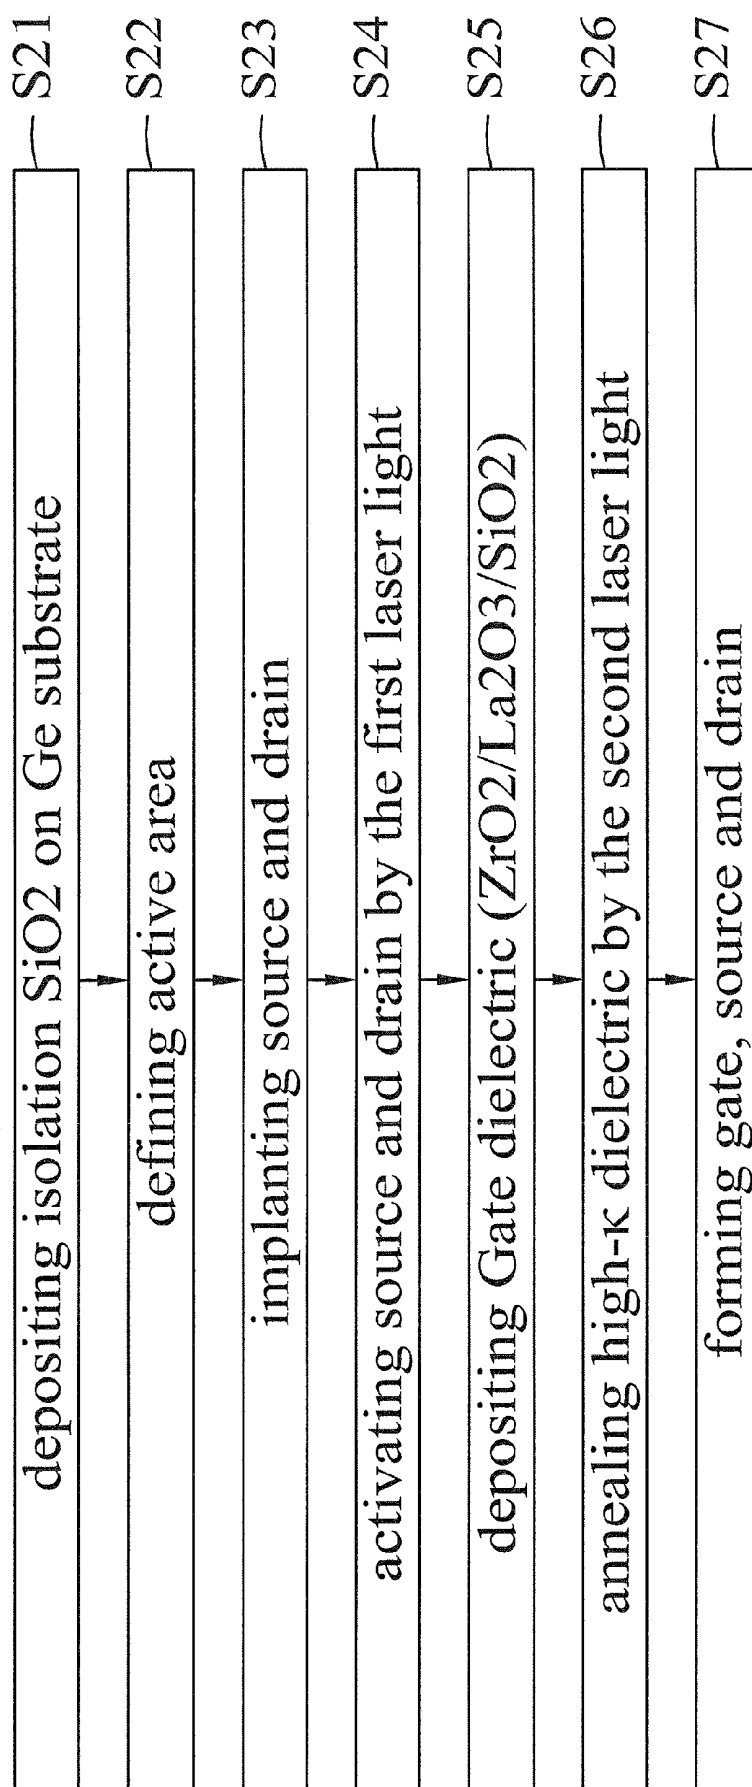 depositing isolation SiO2 on Ge substrate S21
defining active area S22
implanting source and drain S23
activating source and drain by the first laser light S24
depositing Gate dielectric (ZrO2/La2O3/SiO2) S25
annealing high-κ dielectric by the second laser light S26
forming gate, source and drain S27